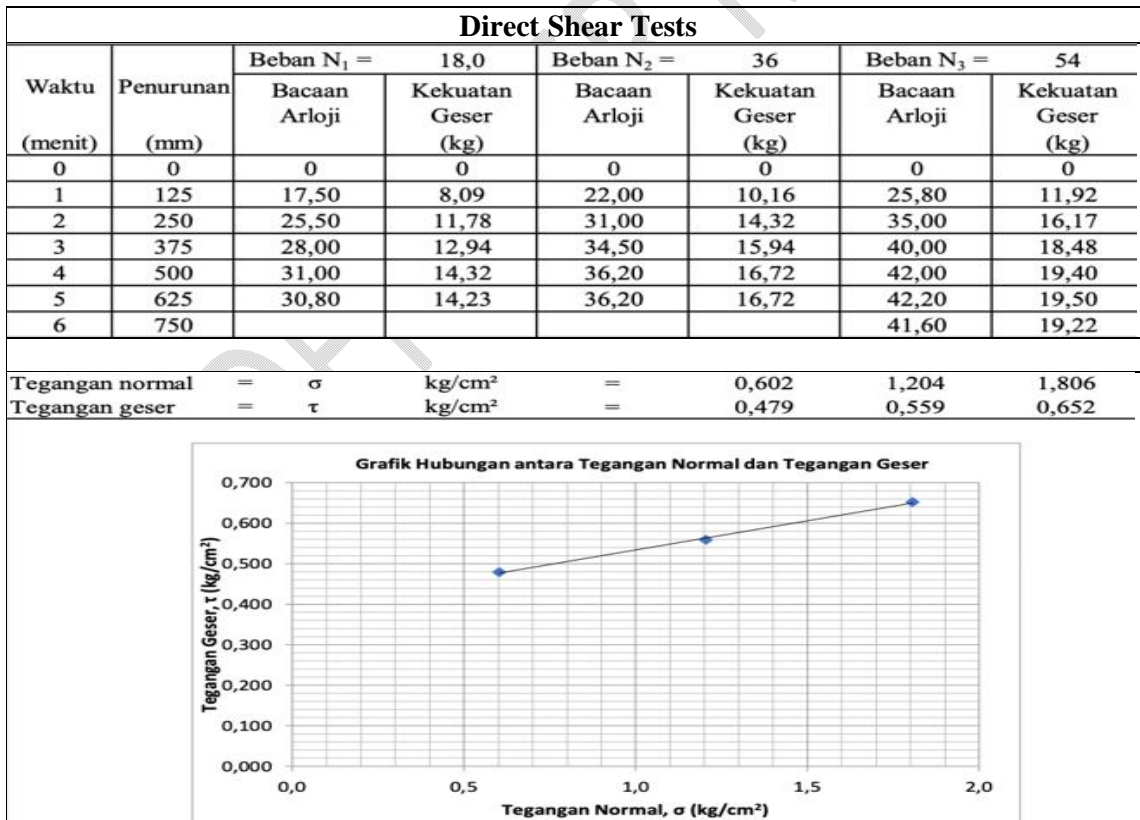 Direct Shear Tests
Waktu (menit) Penurunan (mm) Beban N₁ = 18,0 Beban N₂ = 36 Beban N₃ = 54
Bacaan Arloji Kekuatan Geser (kg) Bacaan Arloji Kekuatan Geser (kg) Bacaan Arloji Kekuatan Geser (kg)
0 0 0 0 0 0 0 0
1 125 17,50 8,09 22,00 10,16 25,80 11,92
2 250 25,50 11,78 31,00 14,32 35,00 16,17
3 375 28,00 12,94 34,50 15,94 40,00 18,48
4 500 31,00 14,32 36,20 16,72 42,00 19,40
5 625 30,80 14,23 36,20 16,72 42,20 19,50
6 750 41,60 19,22
Tegangan normal = σ kg/cm² = 0,602 1,204 1,806
Tegangan geser = τ kg/cm² = 0,479 0,559 0,652
Grafik Hubungan antara Tegangan Normal dan Tegangan Geser
Tegangan Geser, τ (kg/cm²)
0,700
0,600
0,500
0,400
0,300
0,200
0,100
0,000
0,0 0,5 1,0 1,5 2,0
Tegangan Normal, σ (kg/cm²)